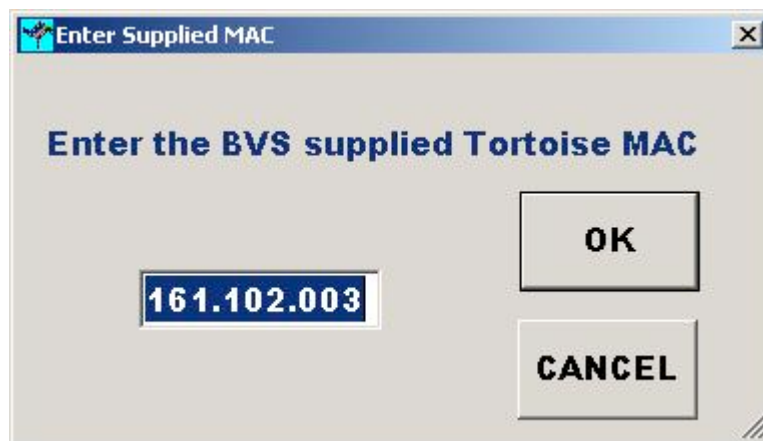 Enter Supplied MAC
Enter the BVS supplied Tortoise MAC
OK
161.102.003
CANCEL